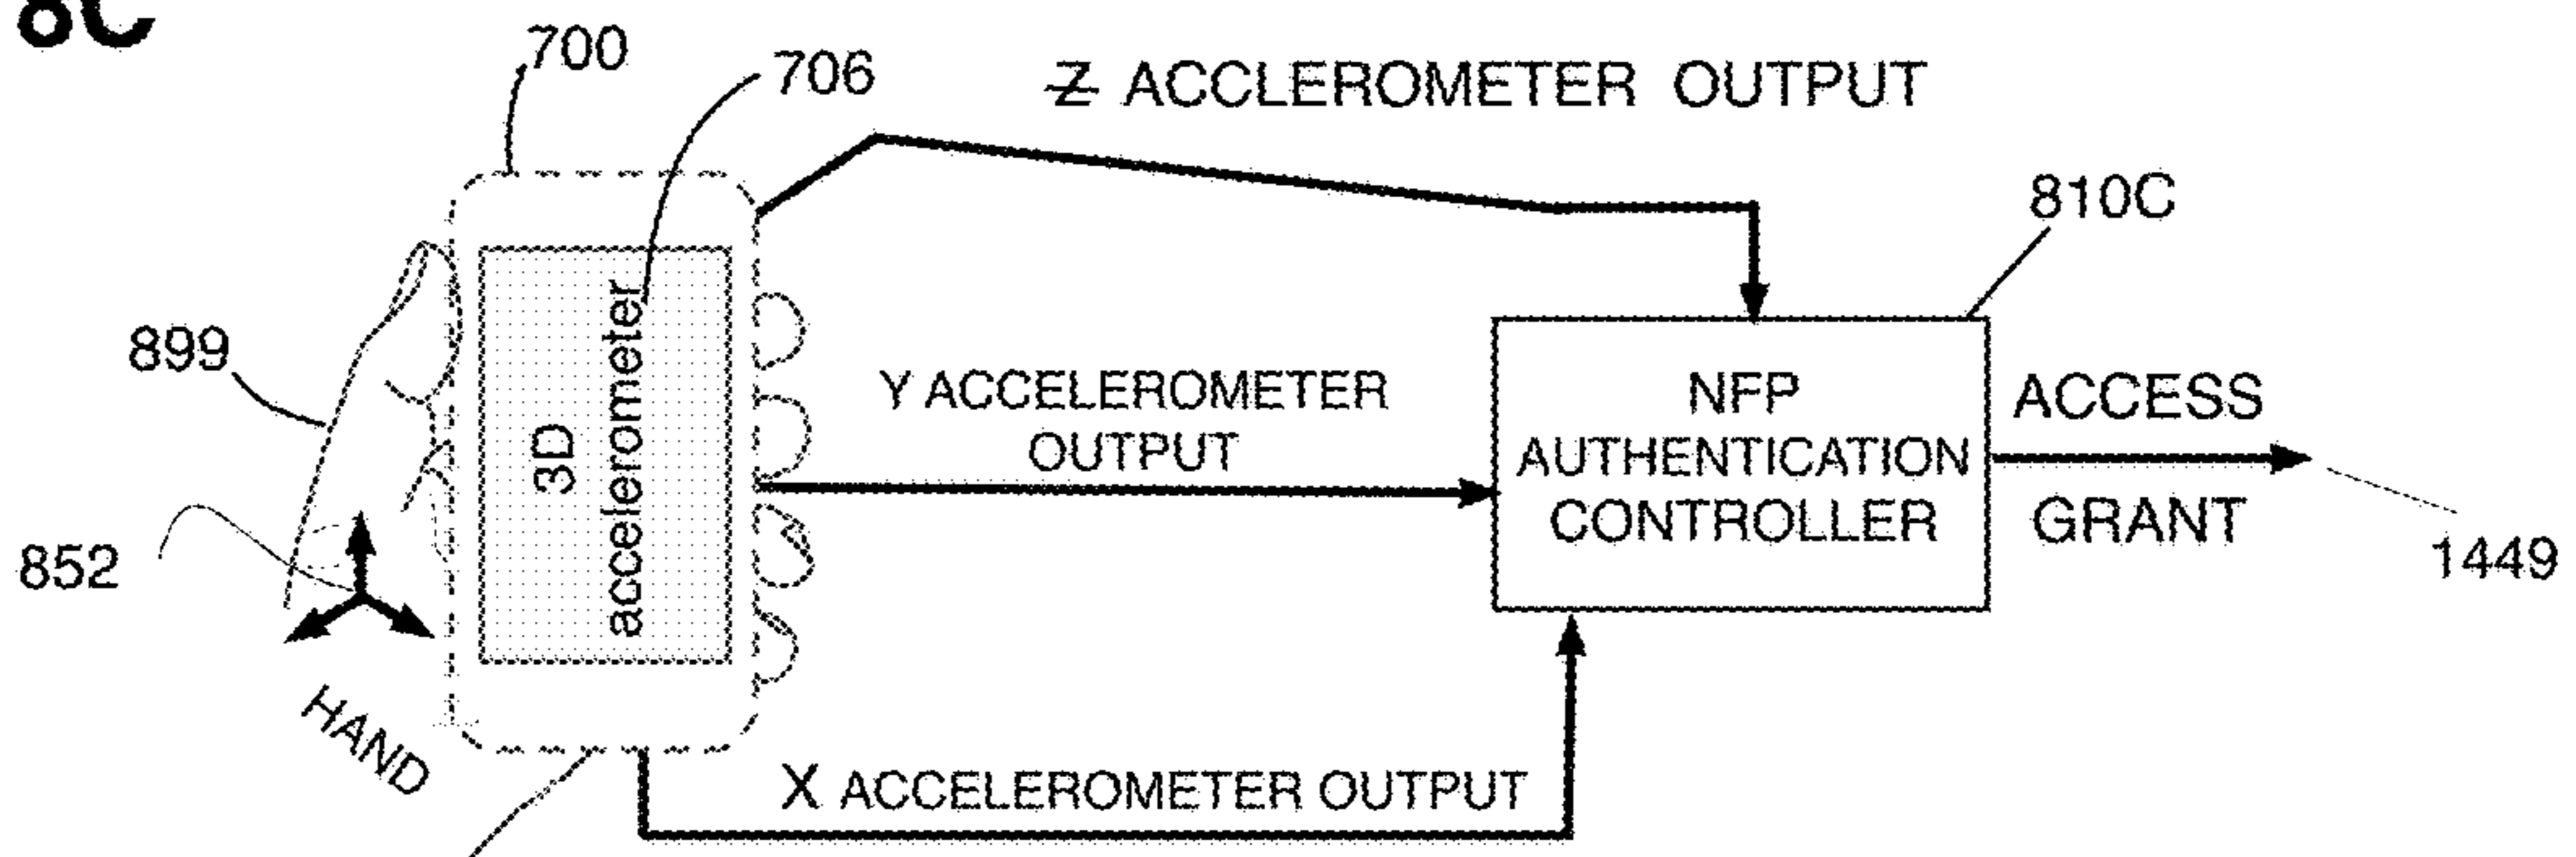 8C
700
706
Z ACCLEROMETER OUTPUT
810C
899
3D
accelerometer
Y ACCELEROMETER
OUTPUT
NFP
AUTHENTICATION
CONTROLLER
ACCESS
GRANT
852
1449
HAND
X ACCELEROMETER OUTPUT